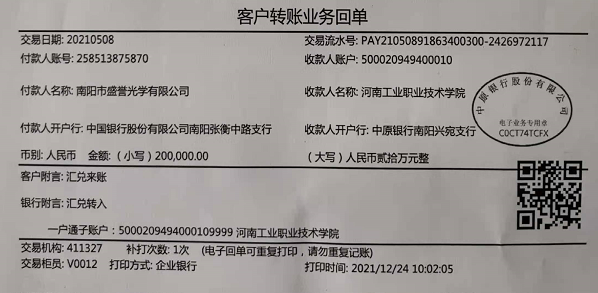 客户转账业务回单
交易日期: 20210508 交易流水号: PAY21050891863400300-2426972117
付款人账号: 258513875870 收款人账户: 500020949400010
付款人名称: 南阳市盛誉光学有限公司 收款人名称: 河南工业职业技术学院
付款人开户行: 中国银行股份有限公司南阳张衡中路支行 收款人开户行: 中原银行南阳兴宛支行
中原银行股份有限公司
电子业务专用章
C0CT74TCFX
币别: 人民币 金额: (小写) 200,000.00 (大写) 人民币贰拾万元整
客户附言: 汇兑来账
银行附言: 汇兑转入
一户通子账户: 5000209494000109999 河南工业职业技术学院
交易机构: 411327 补打次数: 1次 (电子回单可重复打印，请勿重复记账)
交易柜员: V0012 打印方式: 企业银行 打印时间: 2021/12/24 10:02:05